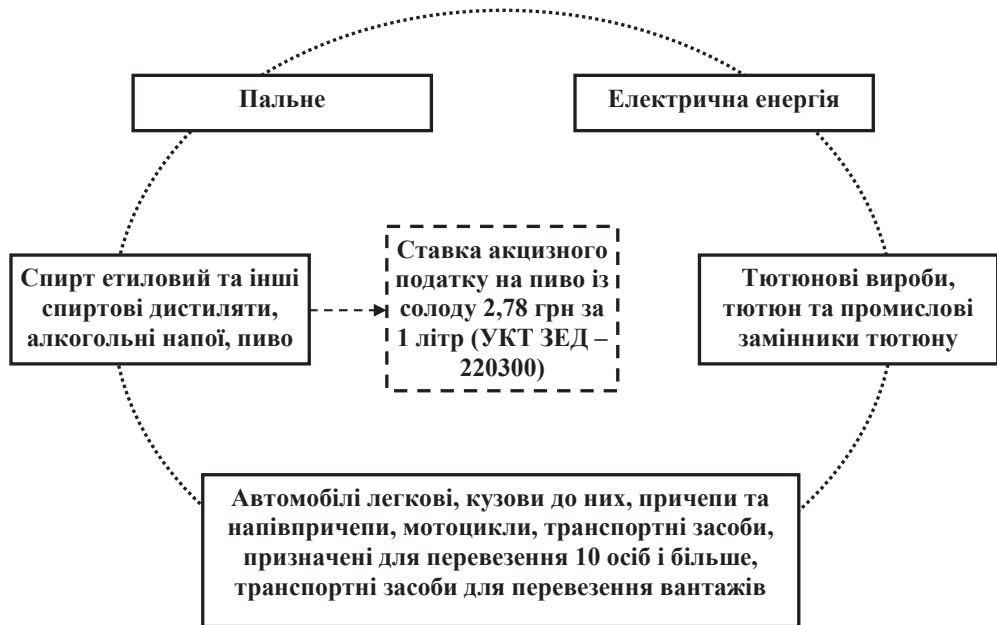 Пальне
Електрична енергія
Спирт етиловий та інші
спиртові дистиляти,
алкогольні напої, пиво
Ставка акцизного
податку на пиво із
солоду 2,78 грн за
1 літр (УКТ ЗЕД –
220300)
Тютюнові вироби,
тютюн та промислові
замінники тютюну
Автомобілі легкові, кузови до них, причепи та
напівпричепи, мотоцикли, транспортні засоби,
призначені для перевезення 10 осіб і більше,
транспортні засоби для перевезення вантажів